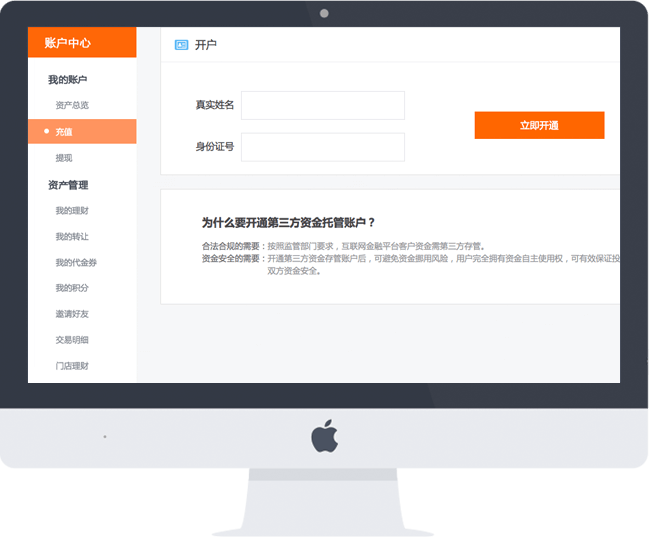 账户中心
我的账户
资产总览
充值
提现
资产管理
我的理财
我的转让
我的代金券
我的积分
邀请好友
交易明细
门店理财
开户
真实姓名
身份证号
立即开通
为什么要开通第三方资金托管账户？
合法合规的需要：按照监管部门要求，互联网金融平台客户资金需第三方存管。
资金安全的需要：开通第三方资金存管账户后，可避免资金挪用风险，用户完全拥有资金自主使用权，可有效保证投
双方资金安全。